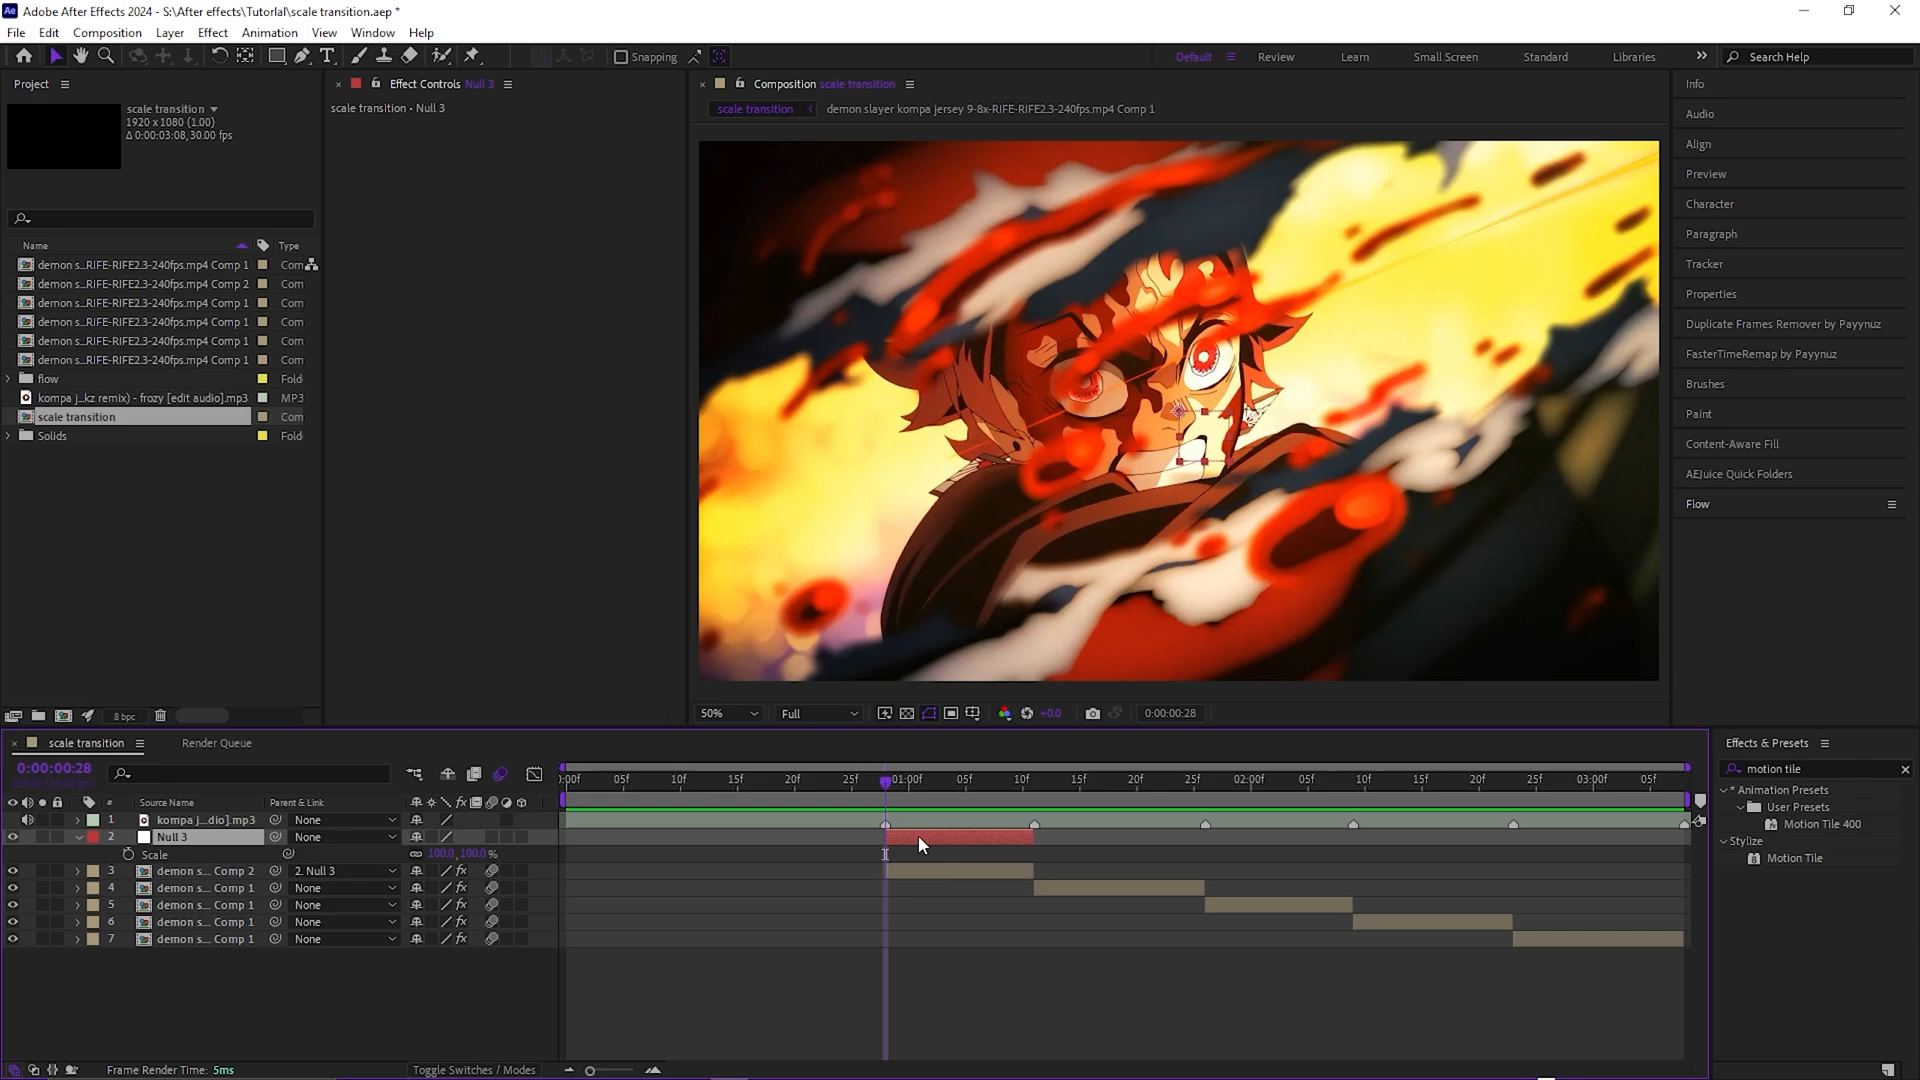 Adobe After Effects 2024 - S:\After effects\Tutorlal\scale transition.aep *
File Edit Composition Layer Effect Animation View Window Help
Snapping
Default Review Learn Small Screen Standard Libraries Search Help
Project
scale transition
1920 x 1080 (1.00)
Δ 0:00:03:08, 30.00 fps
Name Type
demon s...RIFE-RIFE2.3-240fps.mp4 Comp 1 Com
demon s...RIFE-RIFE2.3-240fps.mp4 Comp 2 Com
demon s...RIFE-RIFE2.3-240fps.mp4 Comp 1 Com
demon s...RIFE-RIFE2.3-240fps.mp4 Comp 1 Com
demon s...RIFE-RIFE2.3-240fps.mp4 Comp 1 Com
demon s...RIFE-RIFE2.3-240fps.mp4 Comp 1 Com
flow Fold
kompa j...kz remix) - frozy [edit audio].mp3 MP3
scale transition Com
Solids Fold
8 bpc
Effect Controls Null 3
scale transition • Null 3
Composition scale transition
scale transition demon slayer kompa jersey 9-8x-RIFE-RIFE2.3-240fps.mp4 Comp 1
50% Full +0.0 0:00:00:28
Info
Audio
Align
Preview
Character
Paragraph
Tracker
Properties
Duplicate Frames Remover by Payynuz
FasterTimeRemap by Payynuz
Brushes
Paint
Content-Aware Fill
AEJuice Quick Folders
Flow
scale transition Render Queue
0:00:00:28
# Source Name Parent & Link
:00f 05f 10f 15f 20f 25f 01:00f 05f 10f 15f 20f 25f 02:00f 05f 10f 15f 20f 25f 03:00f 05f
1 kompa j...dio].mp3 None
2 Null 3 None
Scale 100.0, 100.0 %
3 demon s... Comp 2 2. Null 3
4 demon s... Comp 1 None
5 demon s... Comp 1 None
6 demon s... Comp 1 None
7 demon s... Comp 1 None
Frame Render Time: 5ms
Toggle Switches / Modes
Effects & Presets
motion tile
* Animation Presets
User Presets
Motion Tile 400
Stylize
Motion Tile